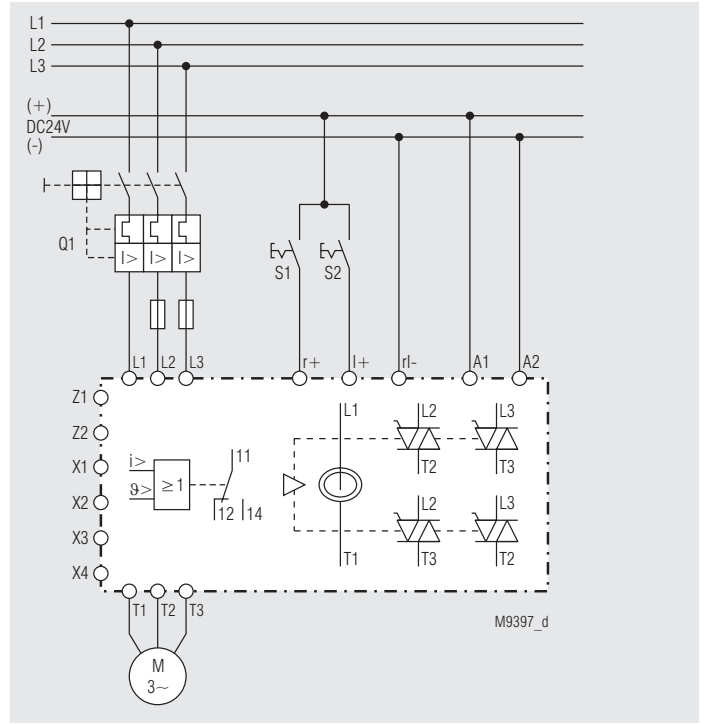 L1
L2
L3
(+)
DC24V
(-)
Q1
I> I> I>
S1 S2
L1 L2 L3 r+ l+ rl- A1 A2
Z1
Z2
X1
X2
X3
X4
i>
ϑ>
≥1
11
12 14
L1
T1
L2 L3
T2 T3
L2 L3
T3 T2
T1 T2 T3
M
3~
M9397_d